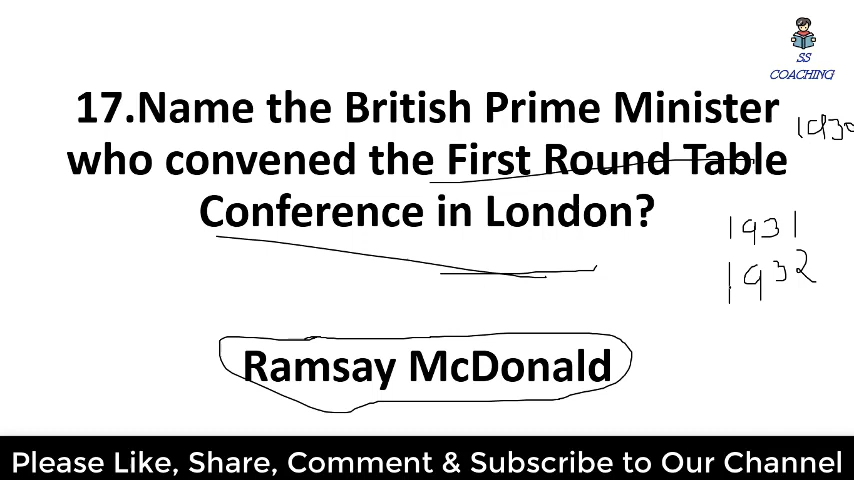 SS
COACHING
17.Name the British Prime Minister
1930
who convened the First Round Table
Conference in London?
1931
1932
Ramsay McDonald
Please Like, Share, Comment & Subscribe to Our Channel